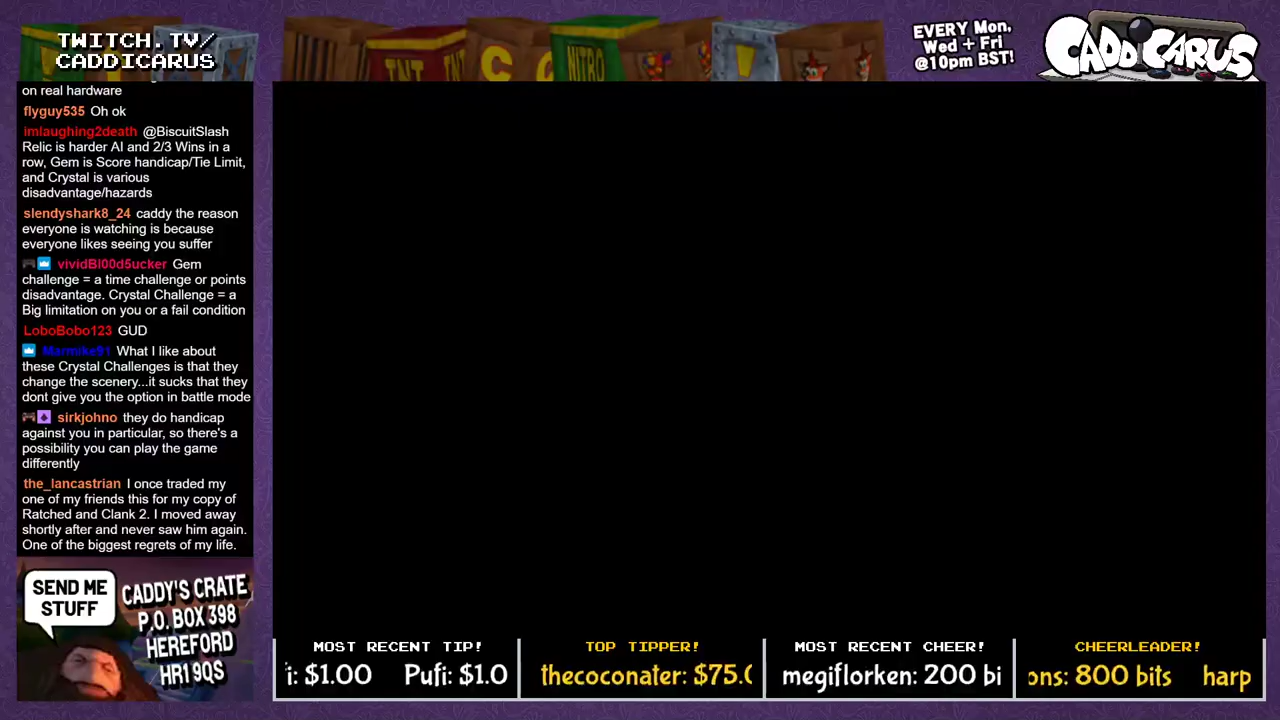 TWITCH.TV/
CADDICARUS
TNT
TNT
C
NITRO
!
EVERY Mon,
Wed + Fri
@10pm BST!
CADDICARUS
on real hardware
flyguy535 Oh ok
imlaughing2death @BiscuitSlash
Relic is harder AI and 2/3 Wins in a
row, Gem is Score handicap/Tie Limit,
and Crystal is various
disadvantage/hazards
slendyshark8_24 caddy the reason
everyone is watching is because
everyone likes seeing you suffer
vividBl00d5ucker Gem
challenge = a time challenge or points
disadvantage. Crystal Challenge = a
Big limitation on you or a fail condition
LoboBobo123 GUD
Marmike91 What I like about
these Crystal Challenges is that they
change the scenery...it sucks that they
dont give you the option in battle mode
sirkjohno they do handicap
against you in particular, so there's a
possibility you can play the game
differently
the_lancastrian I once traded my
one of my friends this for my copy of
Ratched and Clank 2. I moved away
shortly after and never saw him again.
One of the biggest regrets of my life.
SEND ME
STUFF
CADDY'S CRATE
P.O. BOX 398
HEREFORD
HR1 9QS
MOST RECENT TIP!
i: $1.00 Pufi: $1.0
TOP TIPPER!
thecoconater: $75.0
MOST RECENT CHEER!
megiflorken: 200 bi
CHEERLEADER!
ons: 800 bits harp